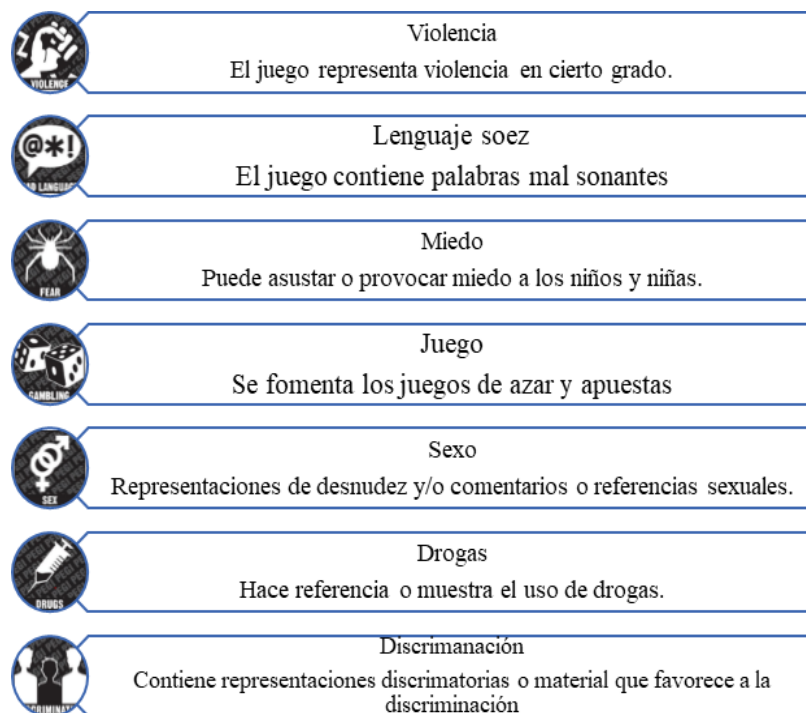 Violencia
El juego representa violencia en cierto grado.
VIOLENCE
Lenguaje soez
El juego contiene palabras mal sonantes
@*!
BAD LANGUAGE
Miedo
Puede asustar o provocar miedo a los niños y niñas.
FEAR
Juego
Se fomenta los juegos de azar y apuestas
GAMBLING
Sexo
Representaciones de desnudez y/o comentarios o referencias sexuales.
SEX
Drogas
Hace referencia o muestra el uso de drogas.
DRUGS
Discrimanación
Contiene representaciones discrimatorias o material que favorece a la
discriminación